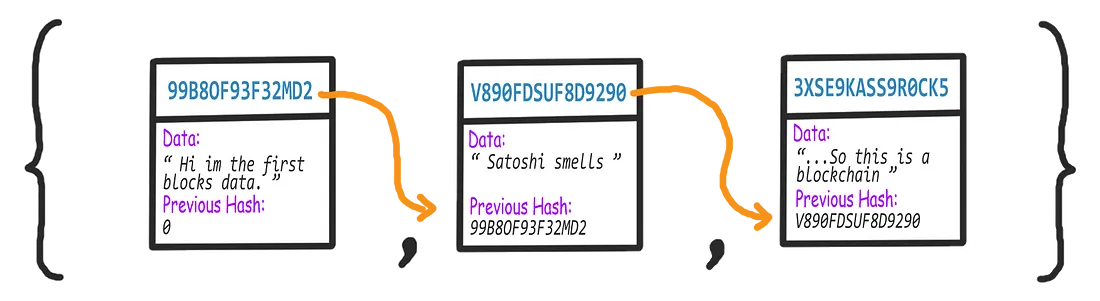 99B80F93F32MD2
Data:
“ Hi im the first
blocks data. ”
Previous Hash:
0
,
V890FDSUF8D9290
Data:
“ Satoshi smells ”
Previous Hash:
99B80F93F32MD2
,
3XSE9KASS9R0CK5
Data:
“...So this is a
blockchain ”
Previous Hash:
V890FDSUF8D9290